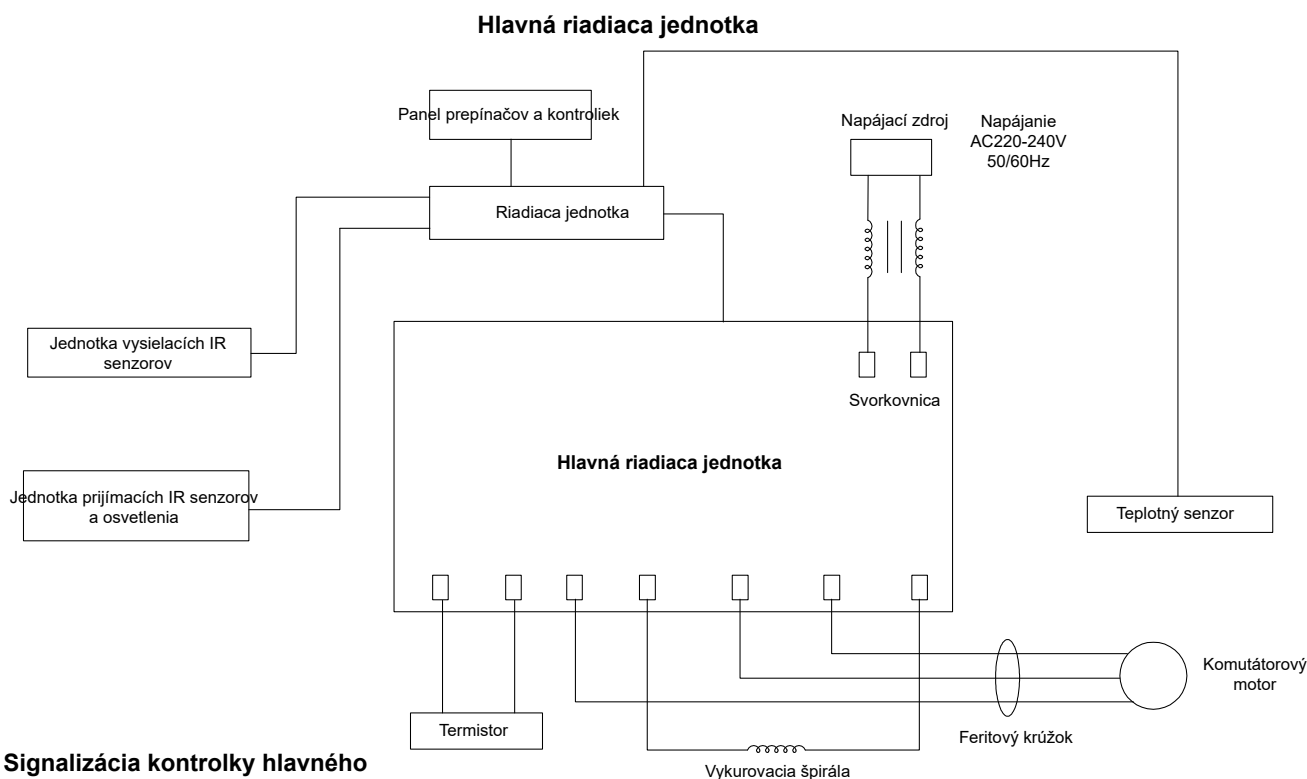 Hlavná riadiaca jednotka
Panel prepínačov a kontroliek
Napájací zdroj
Napájanie
AC220-240V
50/60Hz
Riadiaca jednotka
Jednotka vysielacích IR
senzorov
Svorkovnica
Hlavná riadiaca jednotka
Jednotka prijímacích IR senzorov
a osvetlenia
Teplotný senzor
Komutátorový
motor
Termistor
Feritový krúžok
Signalizácia kontrolky hlavného
Vykurovacia špirála